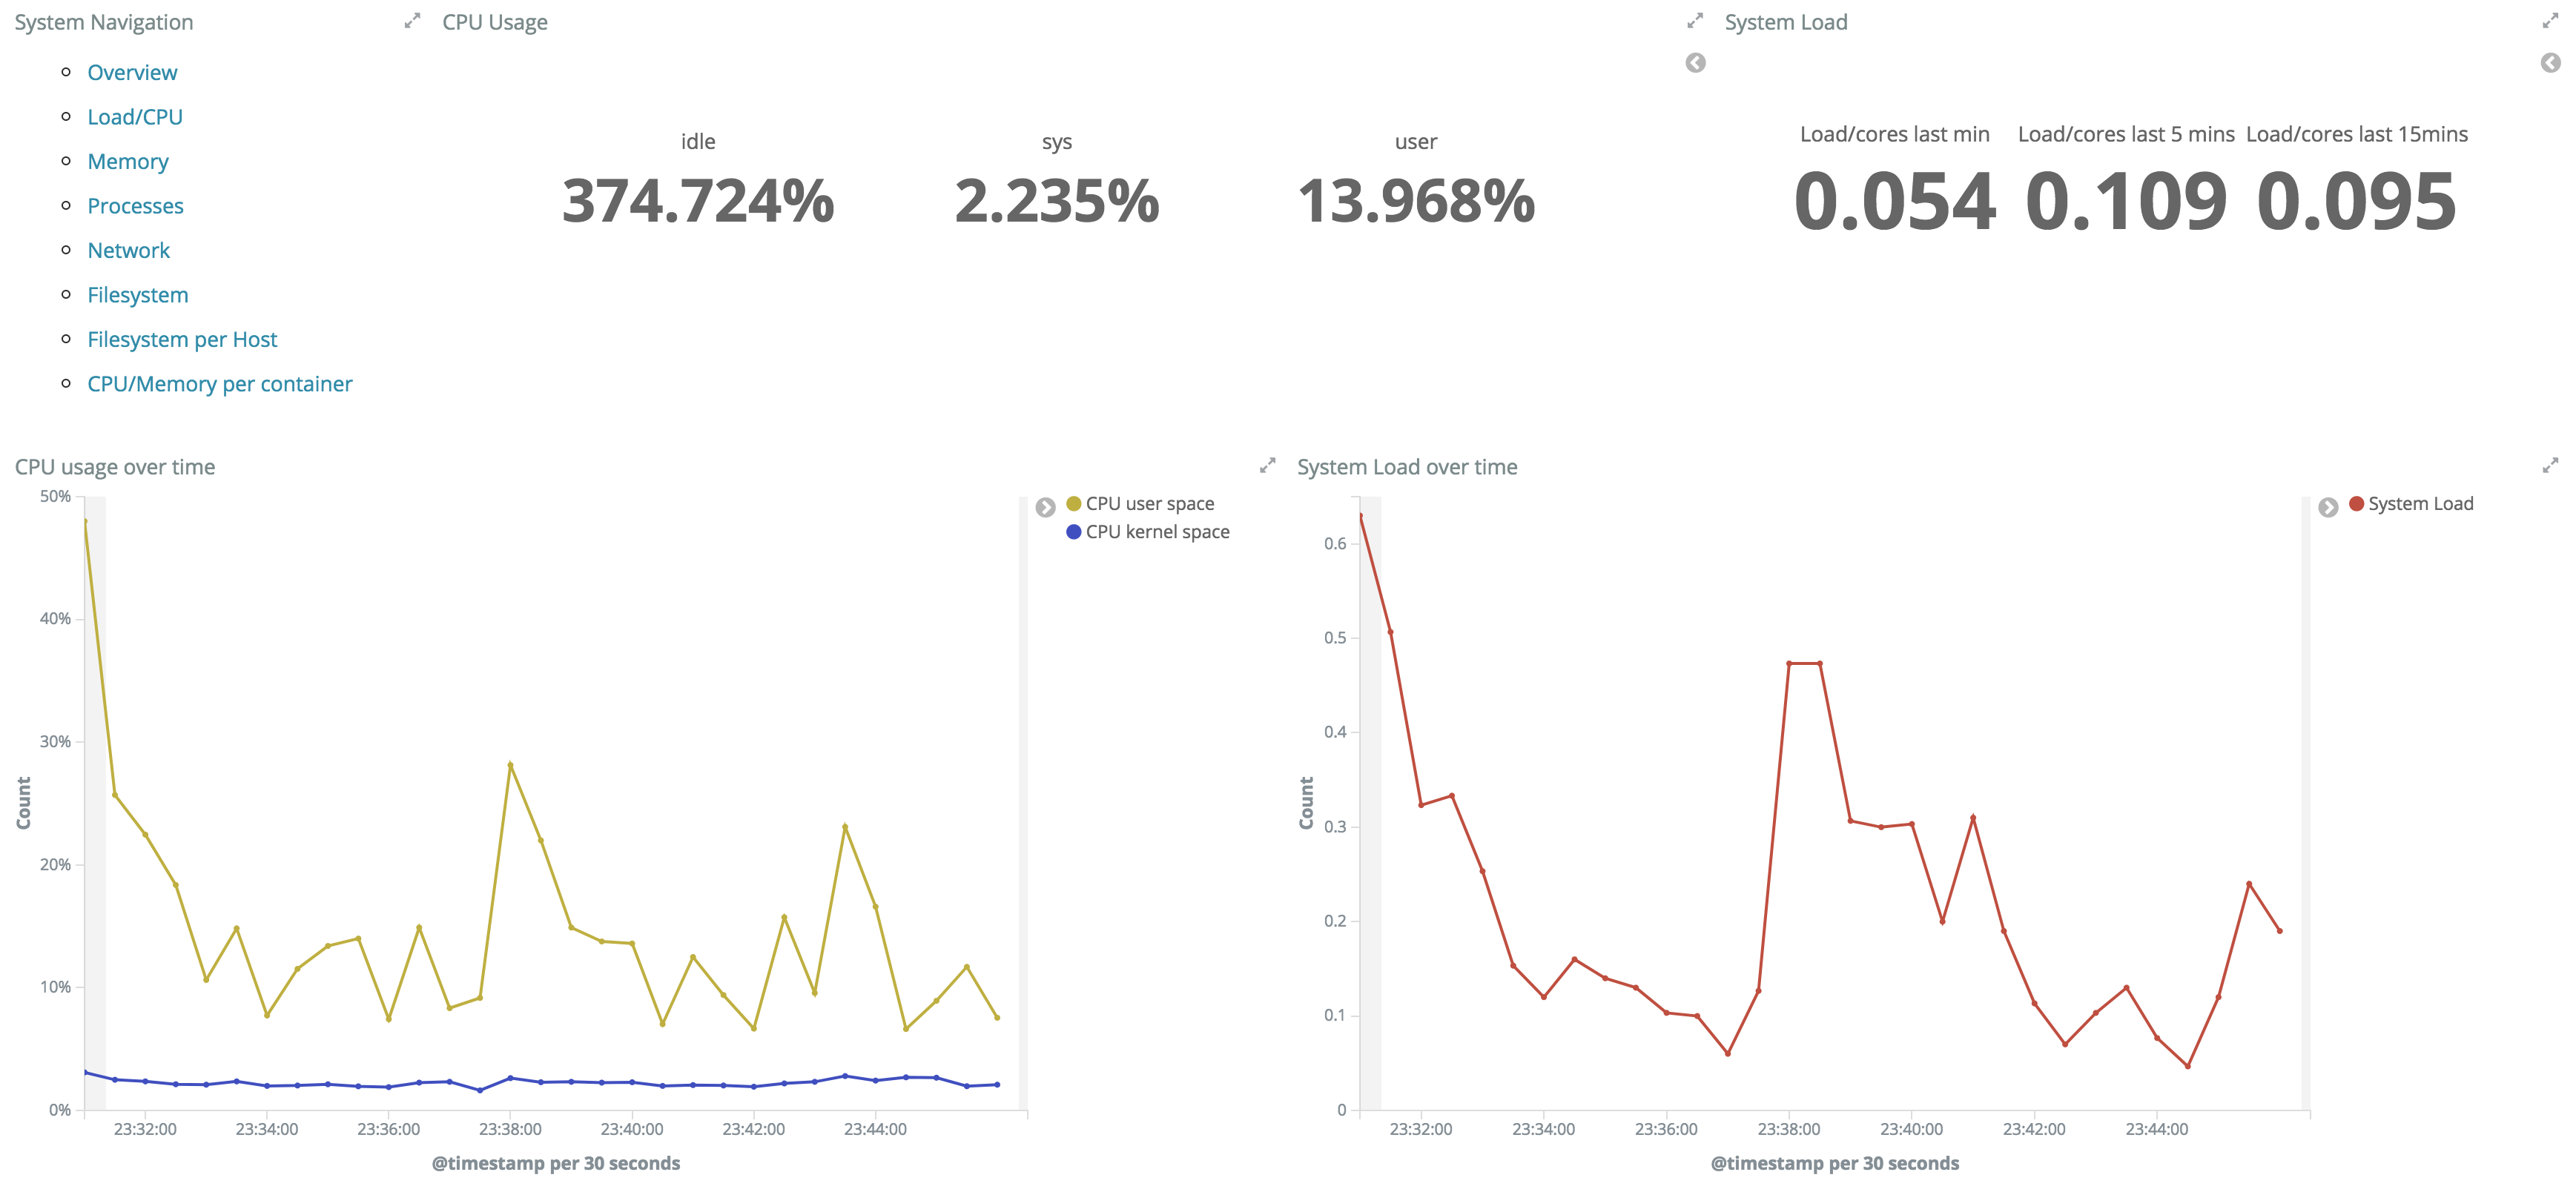 System Navigation
Overview
Load/CPU
Memory
Processes
Network
Filesystem
Filesystem per Host
CPU/Memory per container
CPU Usage
idle
374.724%
sys
2.235%
user
13.968%
System Load
Load/cores last min
0.054
Load/cores last 5 mins
0.109
Load/cores last 15mins
0.095
CPU usage over time
50%
40%
30%
20%
10%
0%
Count
23:32:00 23:34:00 23:36:00 23:38:00 23:40:00 23:42:00 23:44:00
@timestamp per 30 seconds
CPU user space
CPU kernel space
System Load over time
0.6
0.5
0.4
0.3
0.2
0.1
0
Count
23:32:00 23:34:00 23:36:00 23:38:00 23:40:00 23:42:00 23:44:00
@timestamp per 30 seconds
System Load